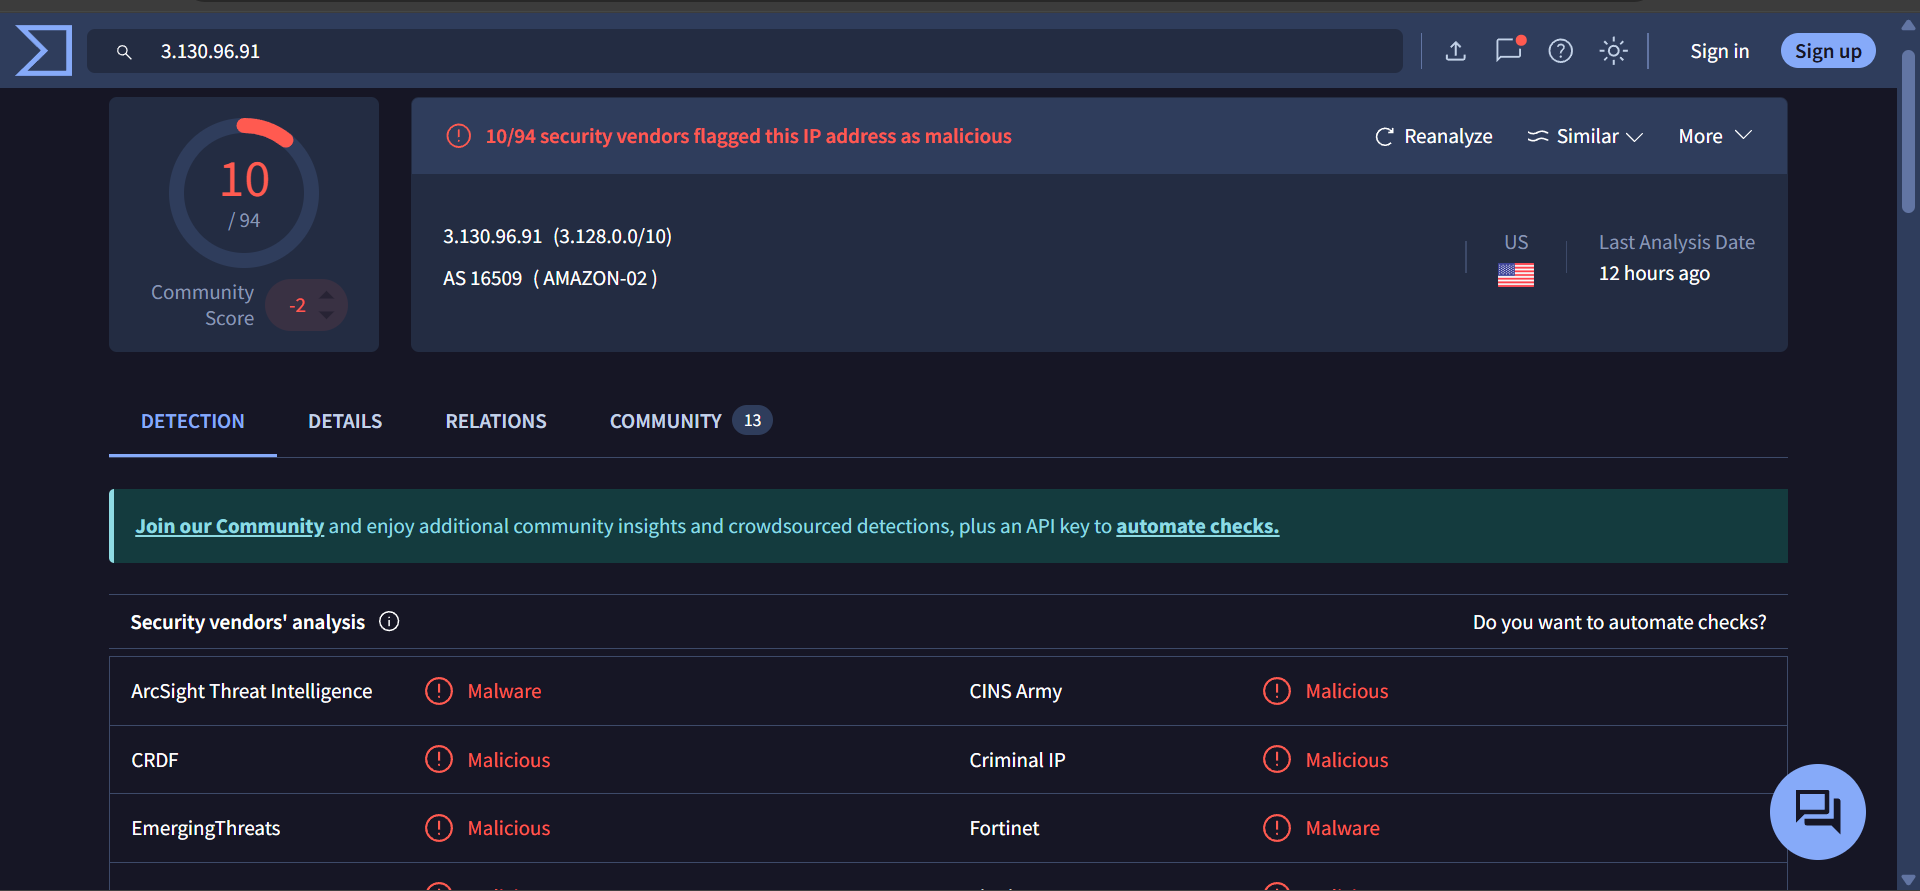 3.130.96.91
Sign in
Sign up
10
/ 94
Community Score
-2
10/94 security vendors flagged this IP address as malicious
Reanalyze
Similar
More
3.130.96.91 (3.128.0.0/10)
AS 16509 ( AMAZON-02 )
US
Last Analysis Date
12 hours ago
DETECTION
DETAILS
RELATIONS
COMMUNITY 13
Join our Community and enjoy additional community insights and crowdsourced detections, plus an API key to automate checks.
Security vendors' analysis
Do you want to automate checks?
ArcSight Threat Intelligence Malware CINS Army Malicious
CRDF Malicious Criminal IP Malicious
EmergingThreats Malicious Fortinet Malware